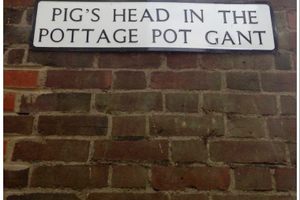 PIG'S HEAD IN THE
POTTAGE POT GANT